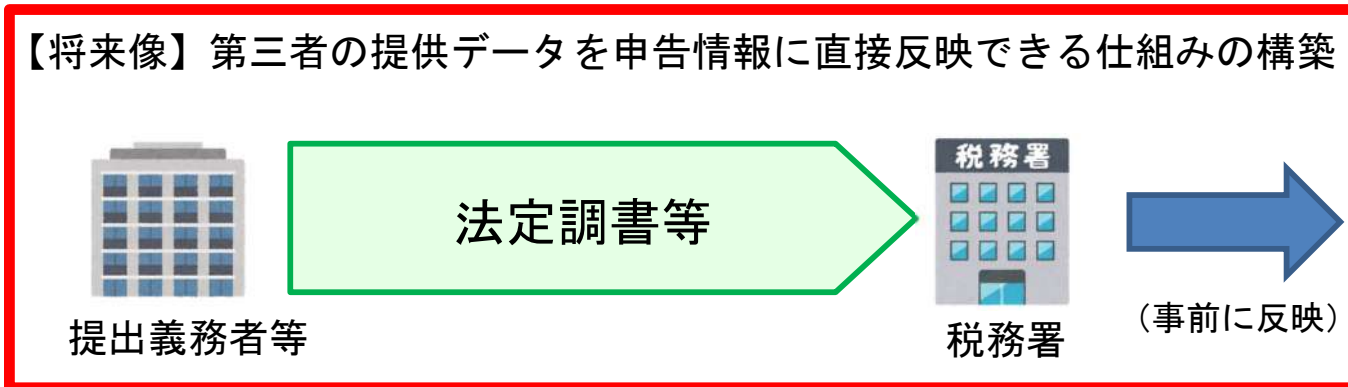 【将来像】第三者の提供データを申告情報に直接反映できる仕組みの構築
税務署
法定調書等
提出義務者等
税務署
（事前に反映）